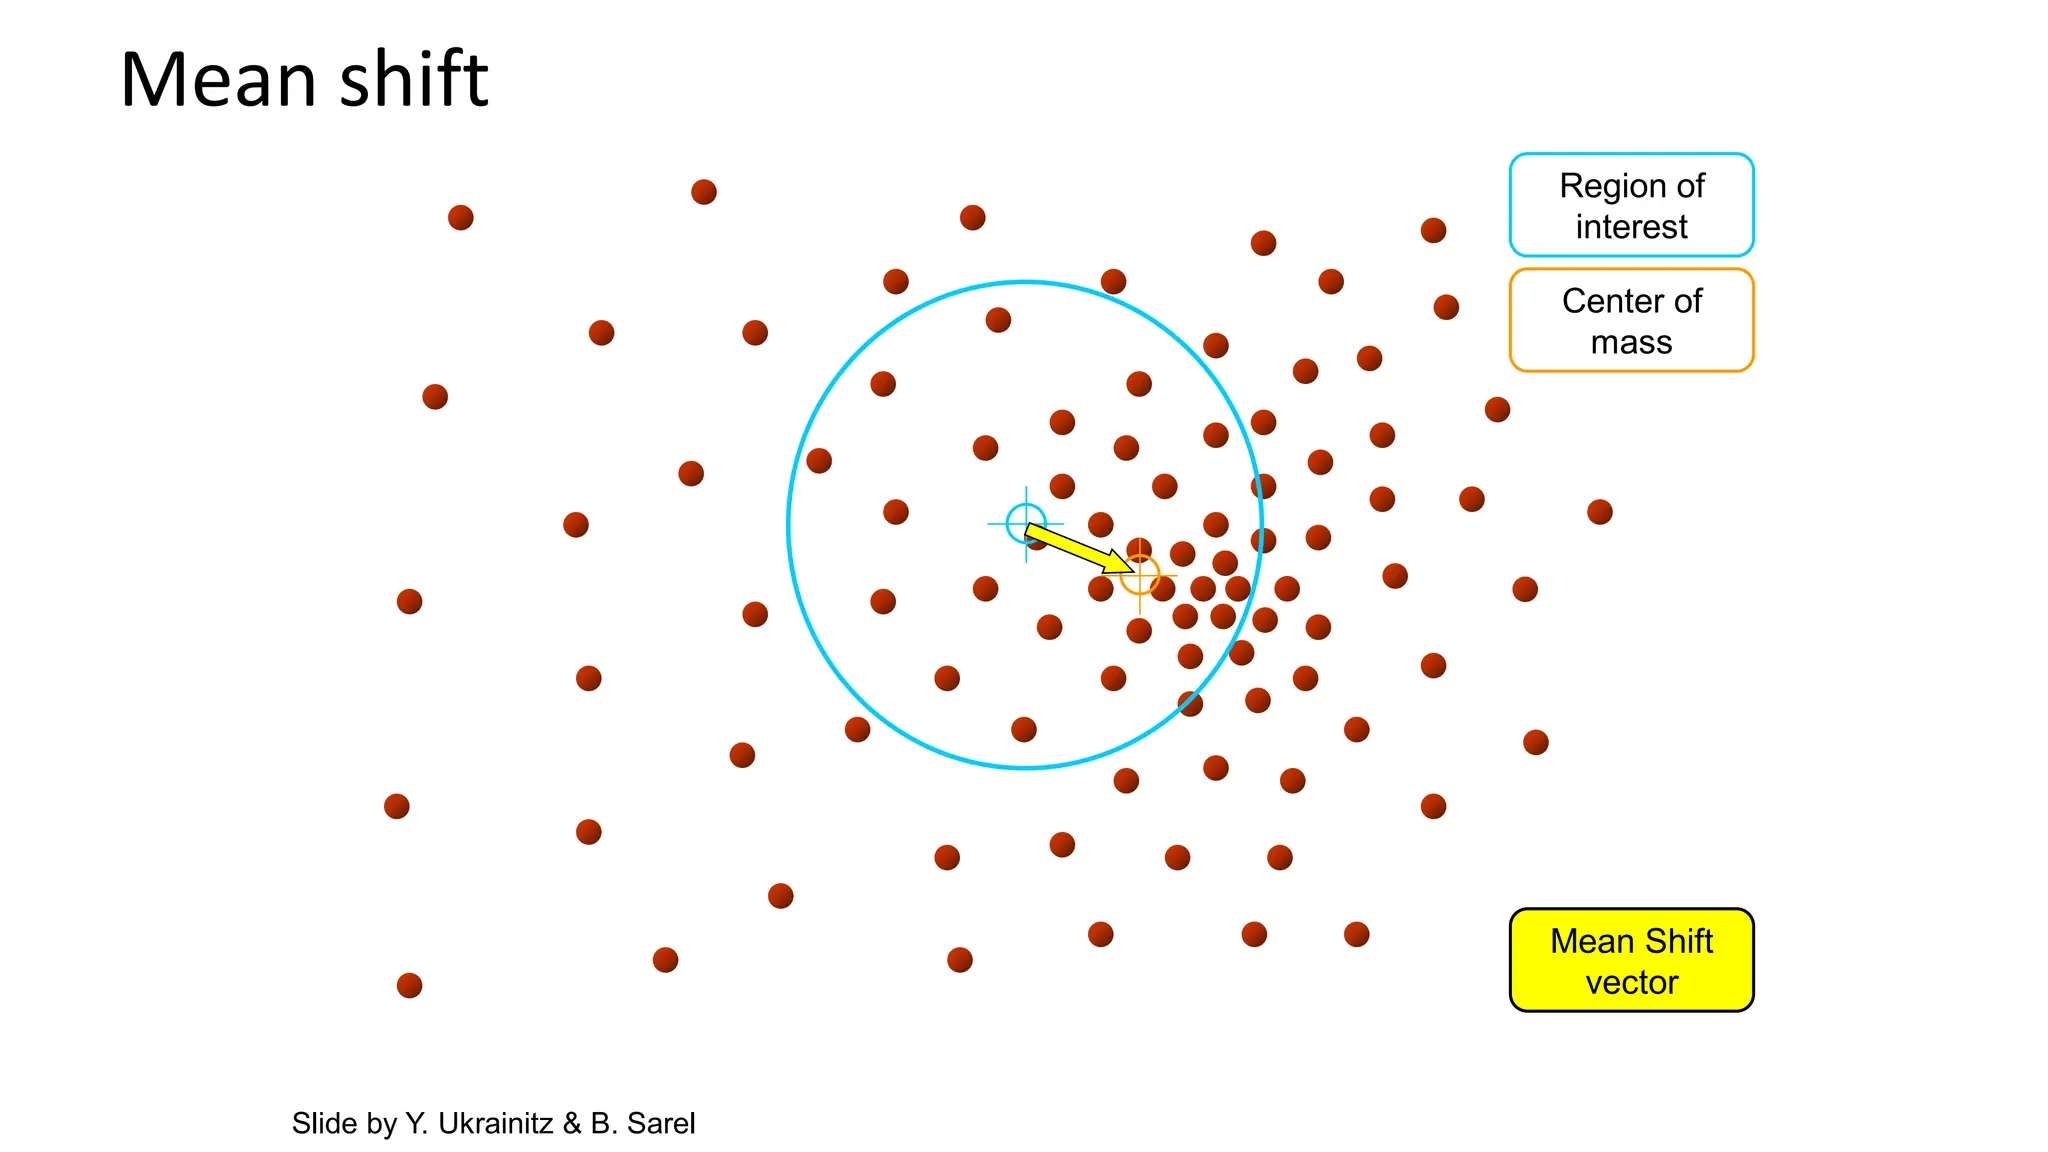 Mean shift
Region of
interest
Center of
mass
Mean Shift
vector
Slide by Y. Ukrainitz & B. Sarel